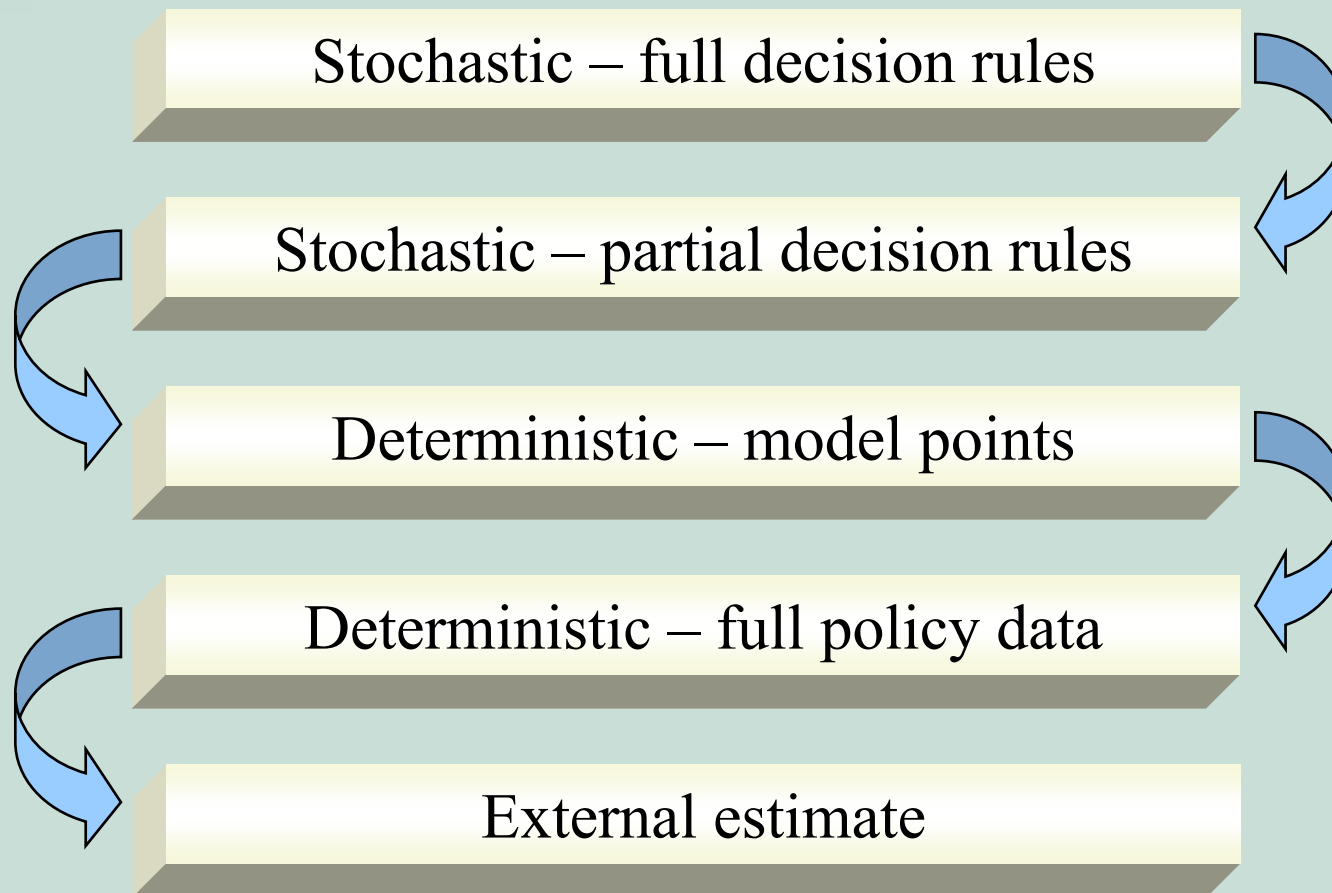 Stochastic – full decision rules
Stochastic – partial decision rules
Deterministic – model points
Deterministic – full policy data
External estimate